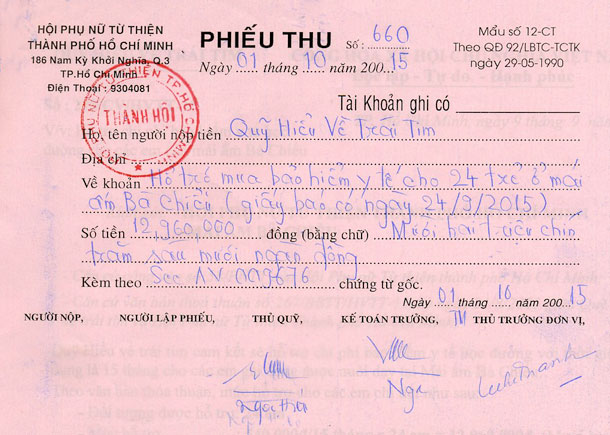 HỘI PHỤ NỮ TỪ THIỆN
THÀNH PHỐ HỒ CHÍ MINH
186 Nam Kỳ Khởi Nghĩa, Q.3
TP.Hồ Chí Minh
Điện Thoại : 9304081
PHIẾU THU
Số : 660
Ngày 01 tháng 10 năm 200 15
Mẩu số 12-CT
Theo QĐ 92/LBTC-TCTK
ngày 29-05-1990
Tài Khoản ghi có
THÀNH HỘI
Họ, tên người nộp tiền Quỹ Hiểu Về Trái Tim
Địa chỉ
Về khoản Hỗ trợ mua bảo hiểm y tế cho 24 trẻ ở mái
ấm Bà Chiểu (giấy báo có ngày 24/9/2015)
Số tiền 12,960,000 đồng (bằng chữ) Mười hai triệu chín
trăm sáu mươi ngàn đồng
Kèm theo Sec AV 009676 chứng từ gốc.
Ngày 01 tháng 10 năm 200 15
NGƯỜI NỘP, NGƯỜI LẬP PHIẾU, THỦ QUỸ, KẾ TOÁN TRƯỞNG, TM THỦ TRƯỞNG ĐƠN VỊ,
Nga